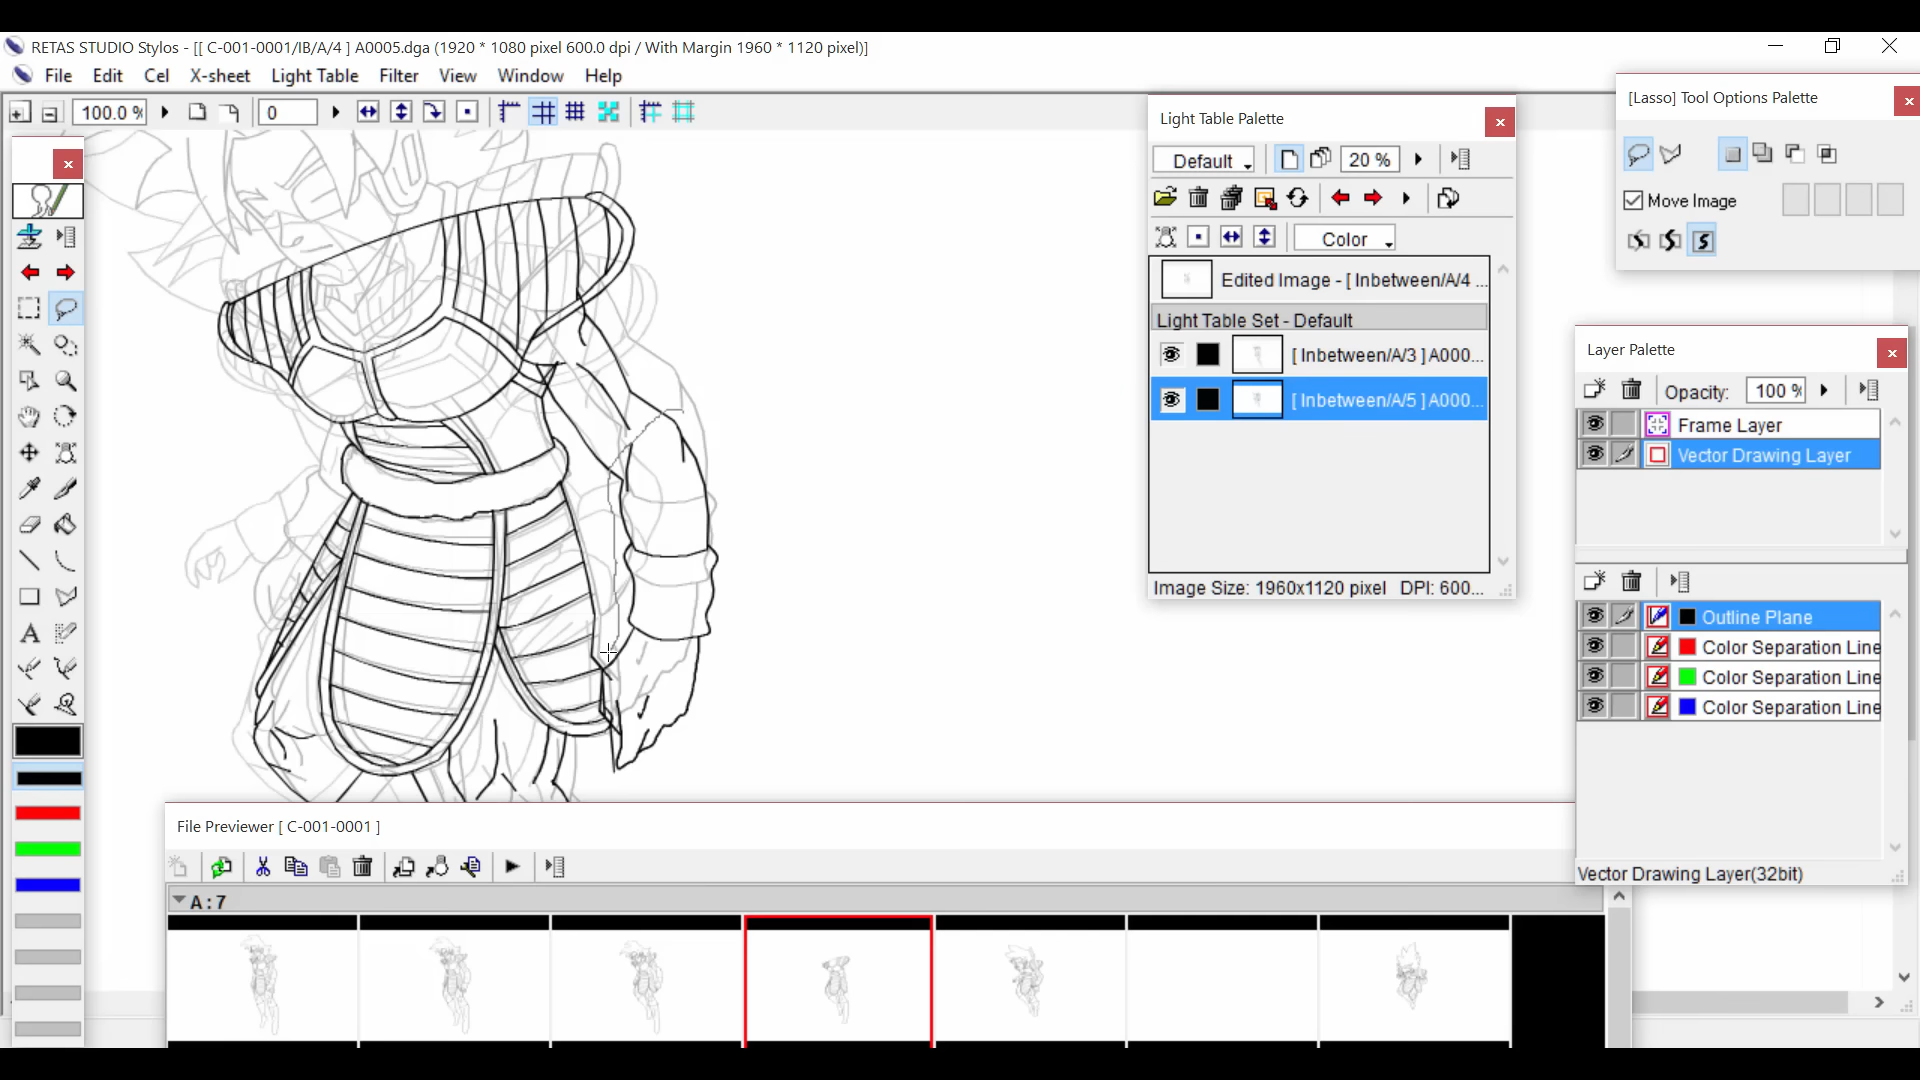 RETAS STUDIO Stylos - [[ C-001-0001/IB/A/4 ] A0005.dga (1920 * 1080 pixel 600.0 dpi / With Margin 1960 * 1120 pixel)]
File Edit Cel X-sheet Light Table Filter View Window Help
100.0 % 0
Light Table Palette
Default 20 %
Color
Edited Image - [ Inbetween/A/4 ...
Light Table Set - Default
[ Inbetween/A/3 ] A000...
[ Inbetween/A/5 ] A000...
Image Size: 1960x1120 pixel DPI: 600...
[Lasso] Tool Options Palette
Move Image
Layer Palette
Opacity: 100 %
Frame Layer
Vector Drawing Layer
Outline Plane
Color Separation Line
Color Separation Line
Color Separation Line
Vector Drawing Layer(32bit)
File Previewer [ C-001-0001 ]
A : 7